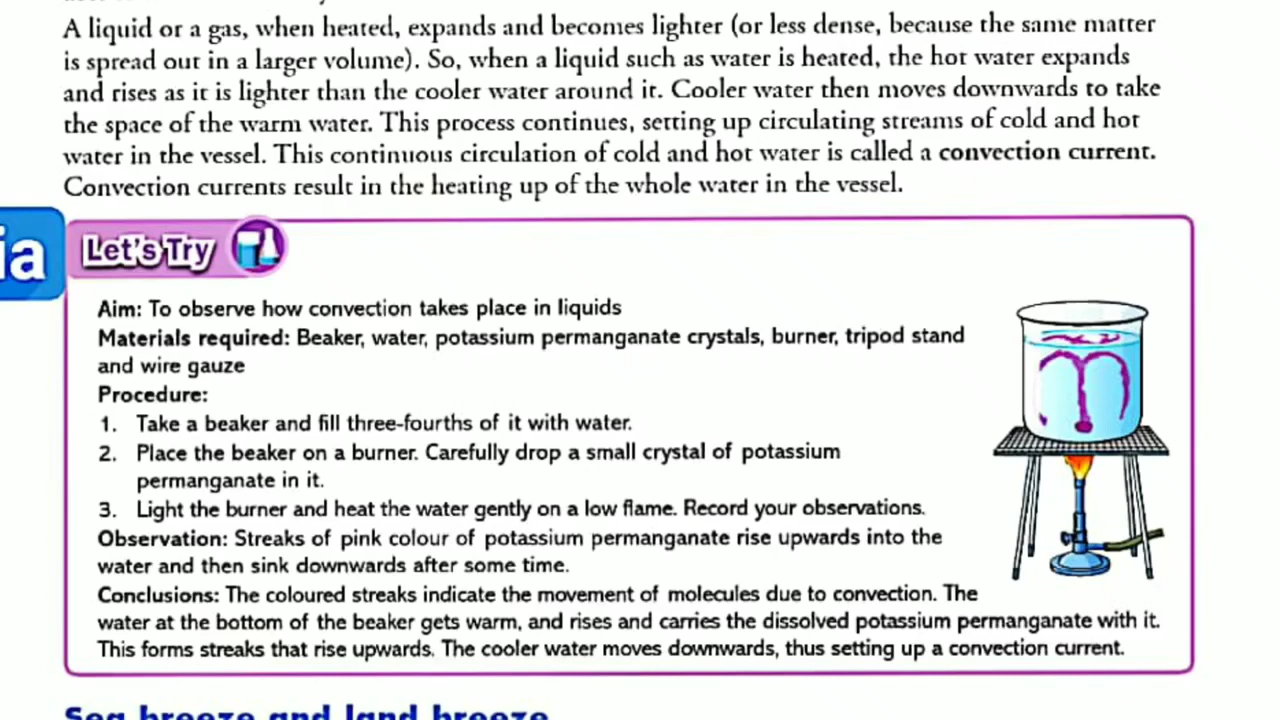 A liquid or a gas, when heated, expands and becomes lighter (or less dense, because the same matter
is spread out in a larger volume). So, when a liquid such as water is heated, the hot water expands
and rises as it is lighter than the cooler water around it. Cooler water then moves downwards to take
the space of the warm water. This process continues, setting up circulating streams of cold and hot
water in the vessel. This continuous circulation of cold and hot water is called a convection current.
Convection currents result in the heating up of the whole water in the vessel.
ia
Let's Try
Aim: To observe how convection takes place in liquids
Materials required: Beaker, water, potassium permanganate crystals, burner, tripod stand
and wire gauze
Procedure:
1. Take a beaker and fill three-fourths of it with water.
2. Place the beaker on a burner. Carefully drop a small crystal of potassium
permanganate in it.
3. Light the burner and heat the water gently on a low flame. Record your observations.
Observation: Streaks of pink colour of potassium permanganate rise upwards into the
water and then sink downwards after some time.
Conclusions: The coloured streaks indicate the movement of molecules due to convection. The
water at the bottom of the beaker gets warm, and rises and carries the dissolved potassium permanganate with it.
This forms streaks that rise upwards. The cooler water moves downwards, thus setting up a convection current.
Sea breeze and land breeze